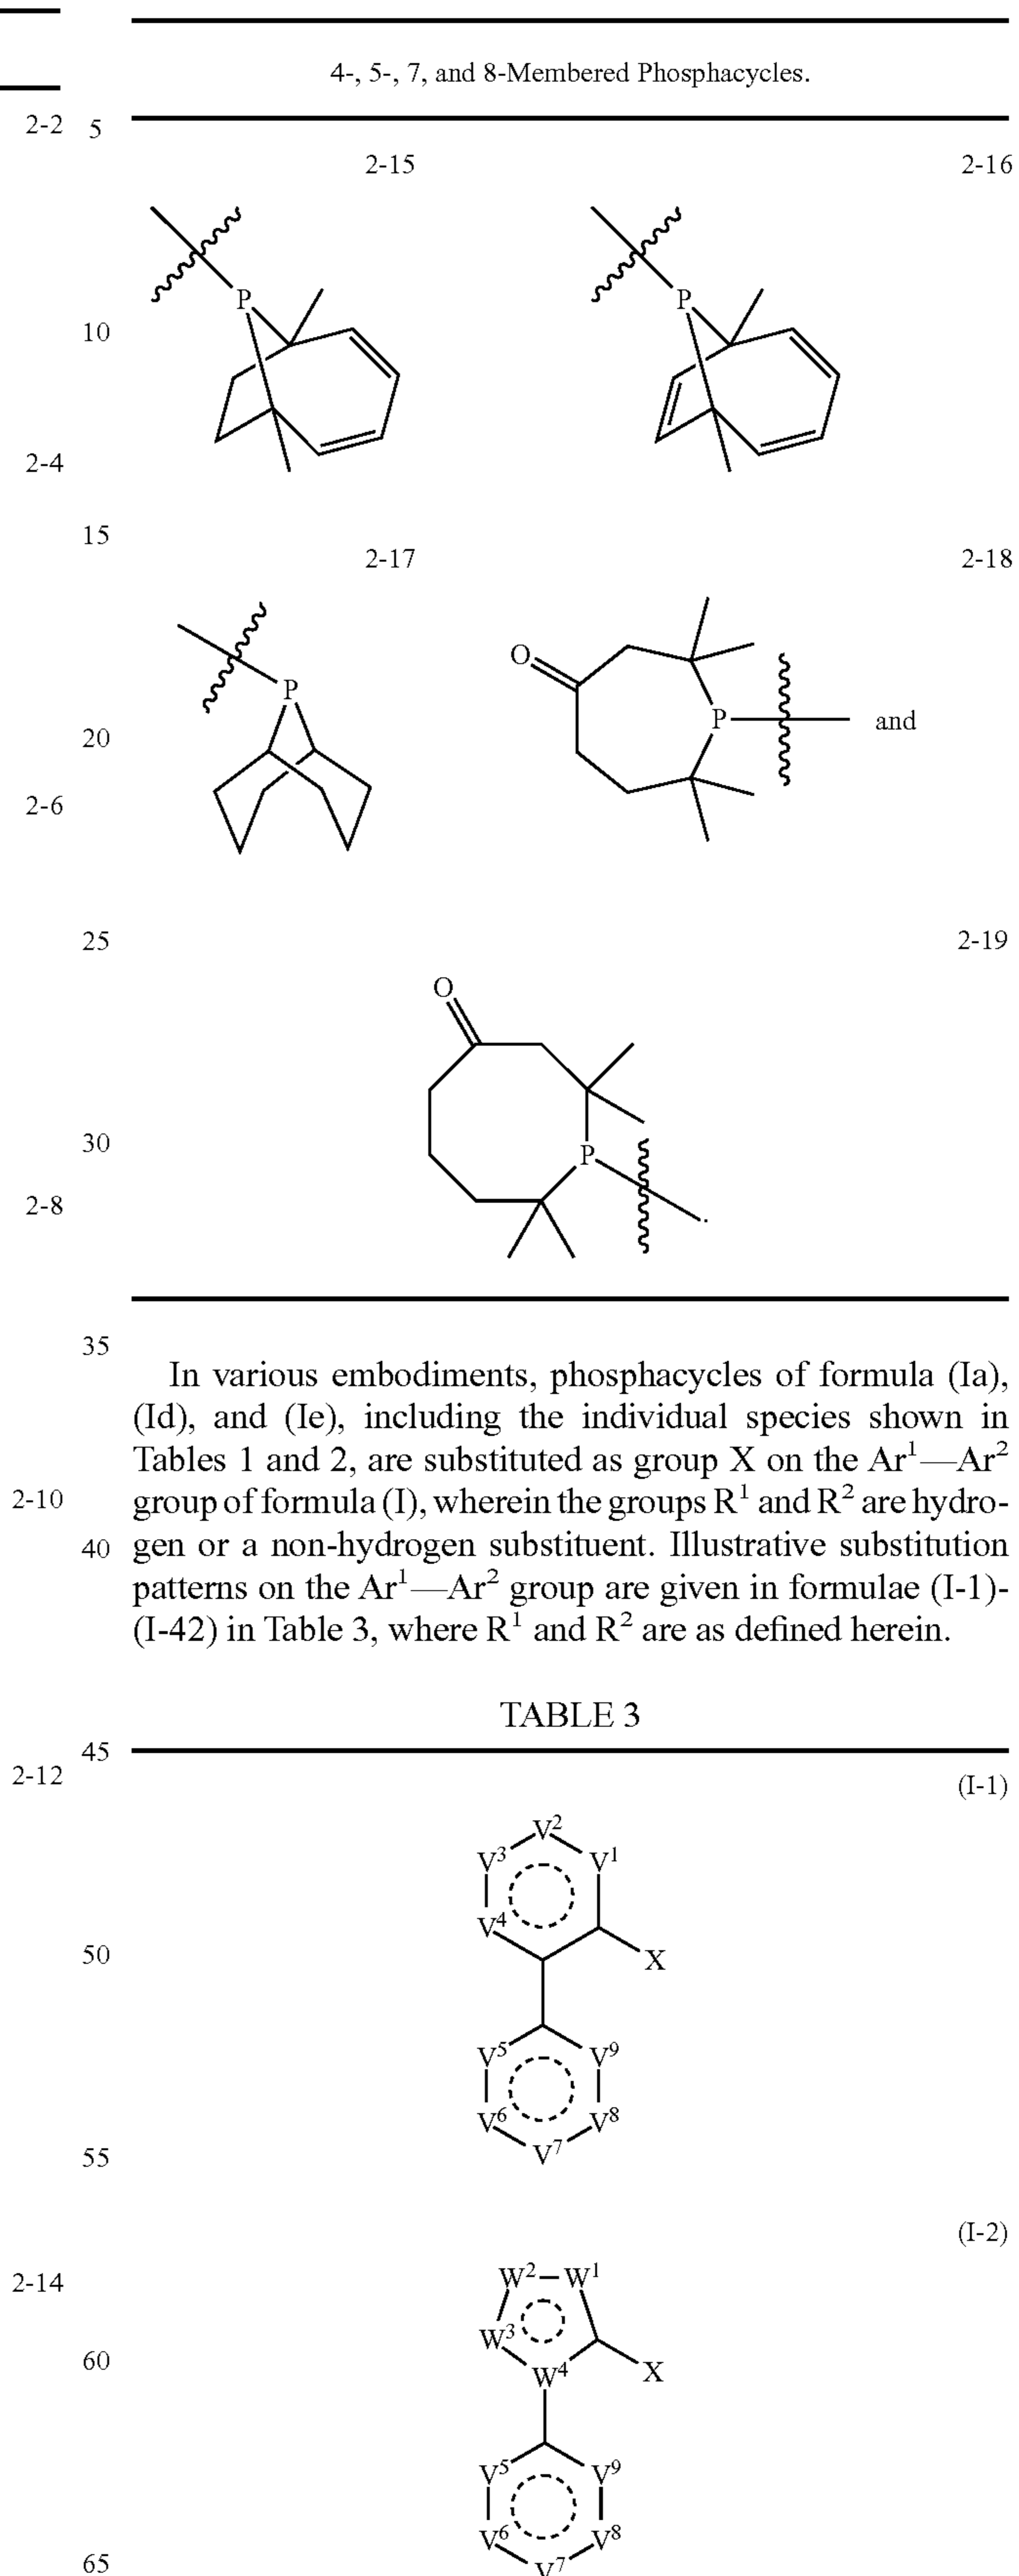 4-, 5-, 7, and 8-Membered Phosphacycles.
2-2 5
2-15 2-16
P P
10
2-4
15
2-17 2-18
O
P
P and
20
2-6
25 2-19
O
30
P
2-8
.
35
In various embodiments, phosphacycles of formula (Ia),
(Id), and (Ie), including the individual species shown in
Tables 1 and 2, are substituted as group X on the Ar¹—Ar²
2-10 group of formula (I), wherein the groups R¹ and R² are hydro-
40 gen or a non-hydrogen substituent. Illustrative substitution
patterns on the Ar¹—Ar² group are given in formulae (I-1)-
(I-42) in Table 3, where R¹ and R² are as defined herein.
TABLE 3
45
2-12 (I-1)
V²
V³ V¹
V⁴
50 X
V⁵ V⁹
V⁶ V⁸
V⁷
55
(I-2)
2-14 W² W¹
W³
60 W⁴ X
V⁵ V⁹
V⁶ V⁸
65 V⁷